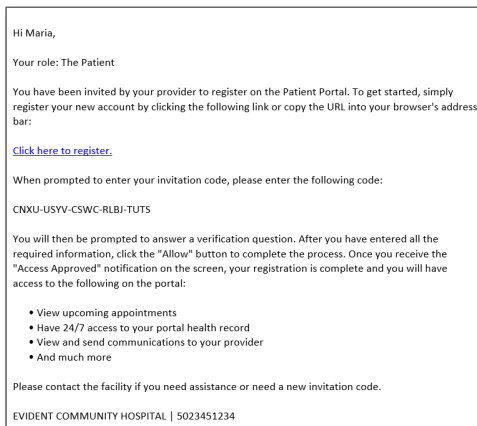 Hi Maria,
Your role: The Patient
You have been invited by your provider to register on the Patient Portal. To get started, simply
register your new account by clicking the following link or copy the URL into your browser's address
bar:
Click here to register.
When prompted to enter your invitation code, please enter the following code:
CNXU-USYV-CSWC-RLBJ-TUTS
You will then be prompted to answer a verification question. After you have entered all the
required information, click the "Allow" button to complete the process. Once you receive the
"Access Approved" notification on the screen, your registration is complete and you will have
access to the following on the portal:
• View upcoming appointments
• Have 24/7 access to your portal health record
• View and send communications to your provider
• And much more
Please contact the facility if you need assistance or need a new invitation code.
EVIDENT COMMUNITY HOSPITAL | 5023451234